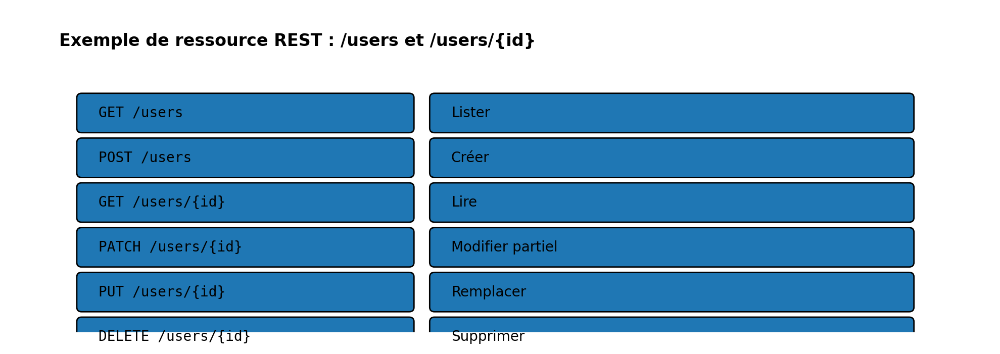 Exemple de ressource REST : /users et /users/{id}
GET /users
Lister
POST /users
Créer
GET /users/{id}
Lire
PATCH /users/{id}
Modifier partiel
PUT /users/{id}
Remplacer
DELETE /users/{id}
Supprimer